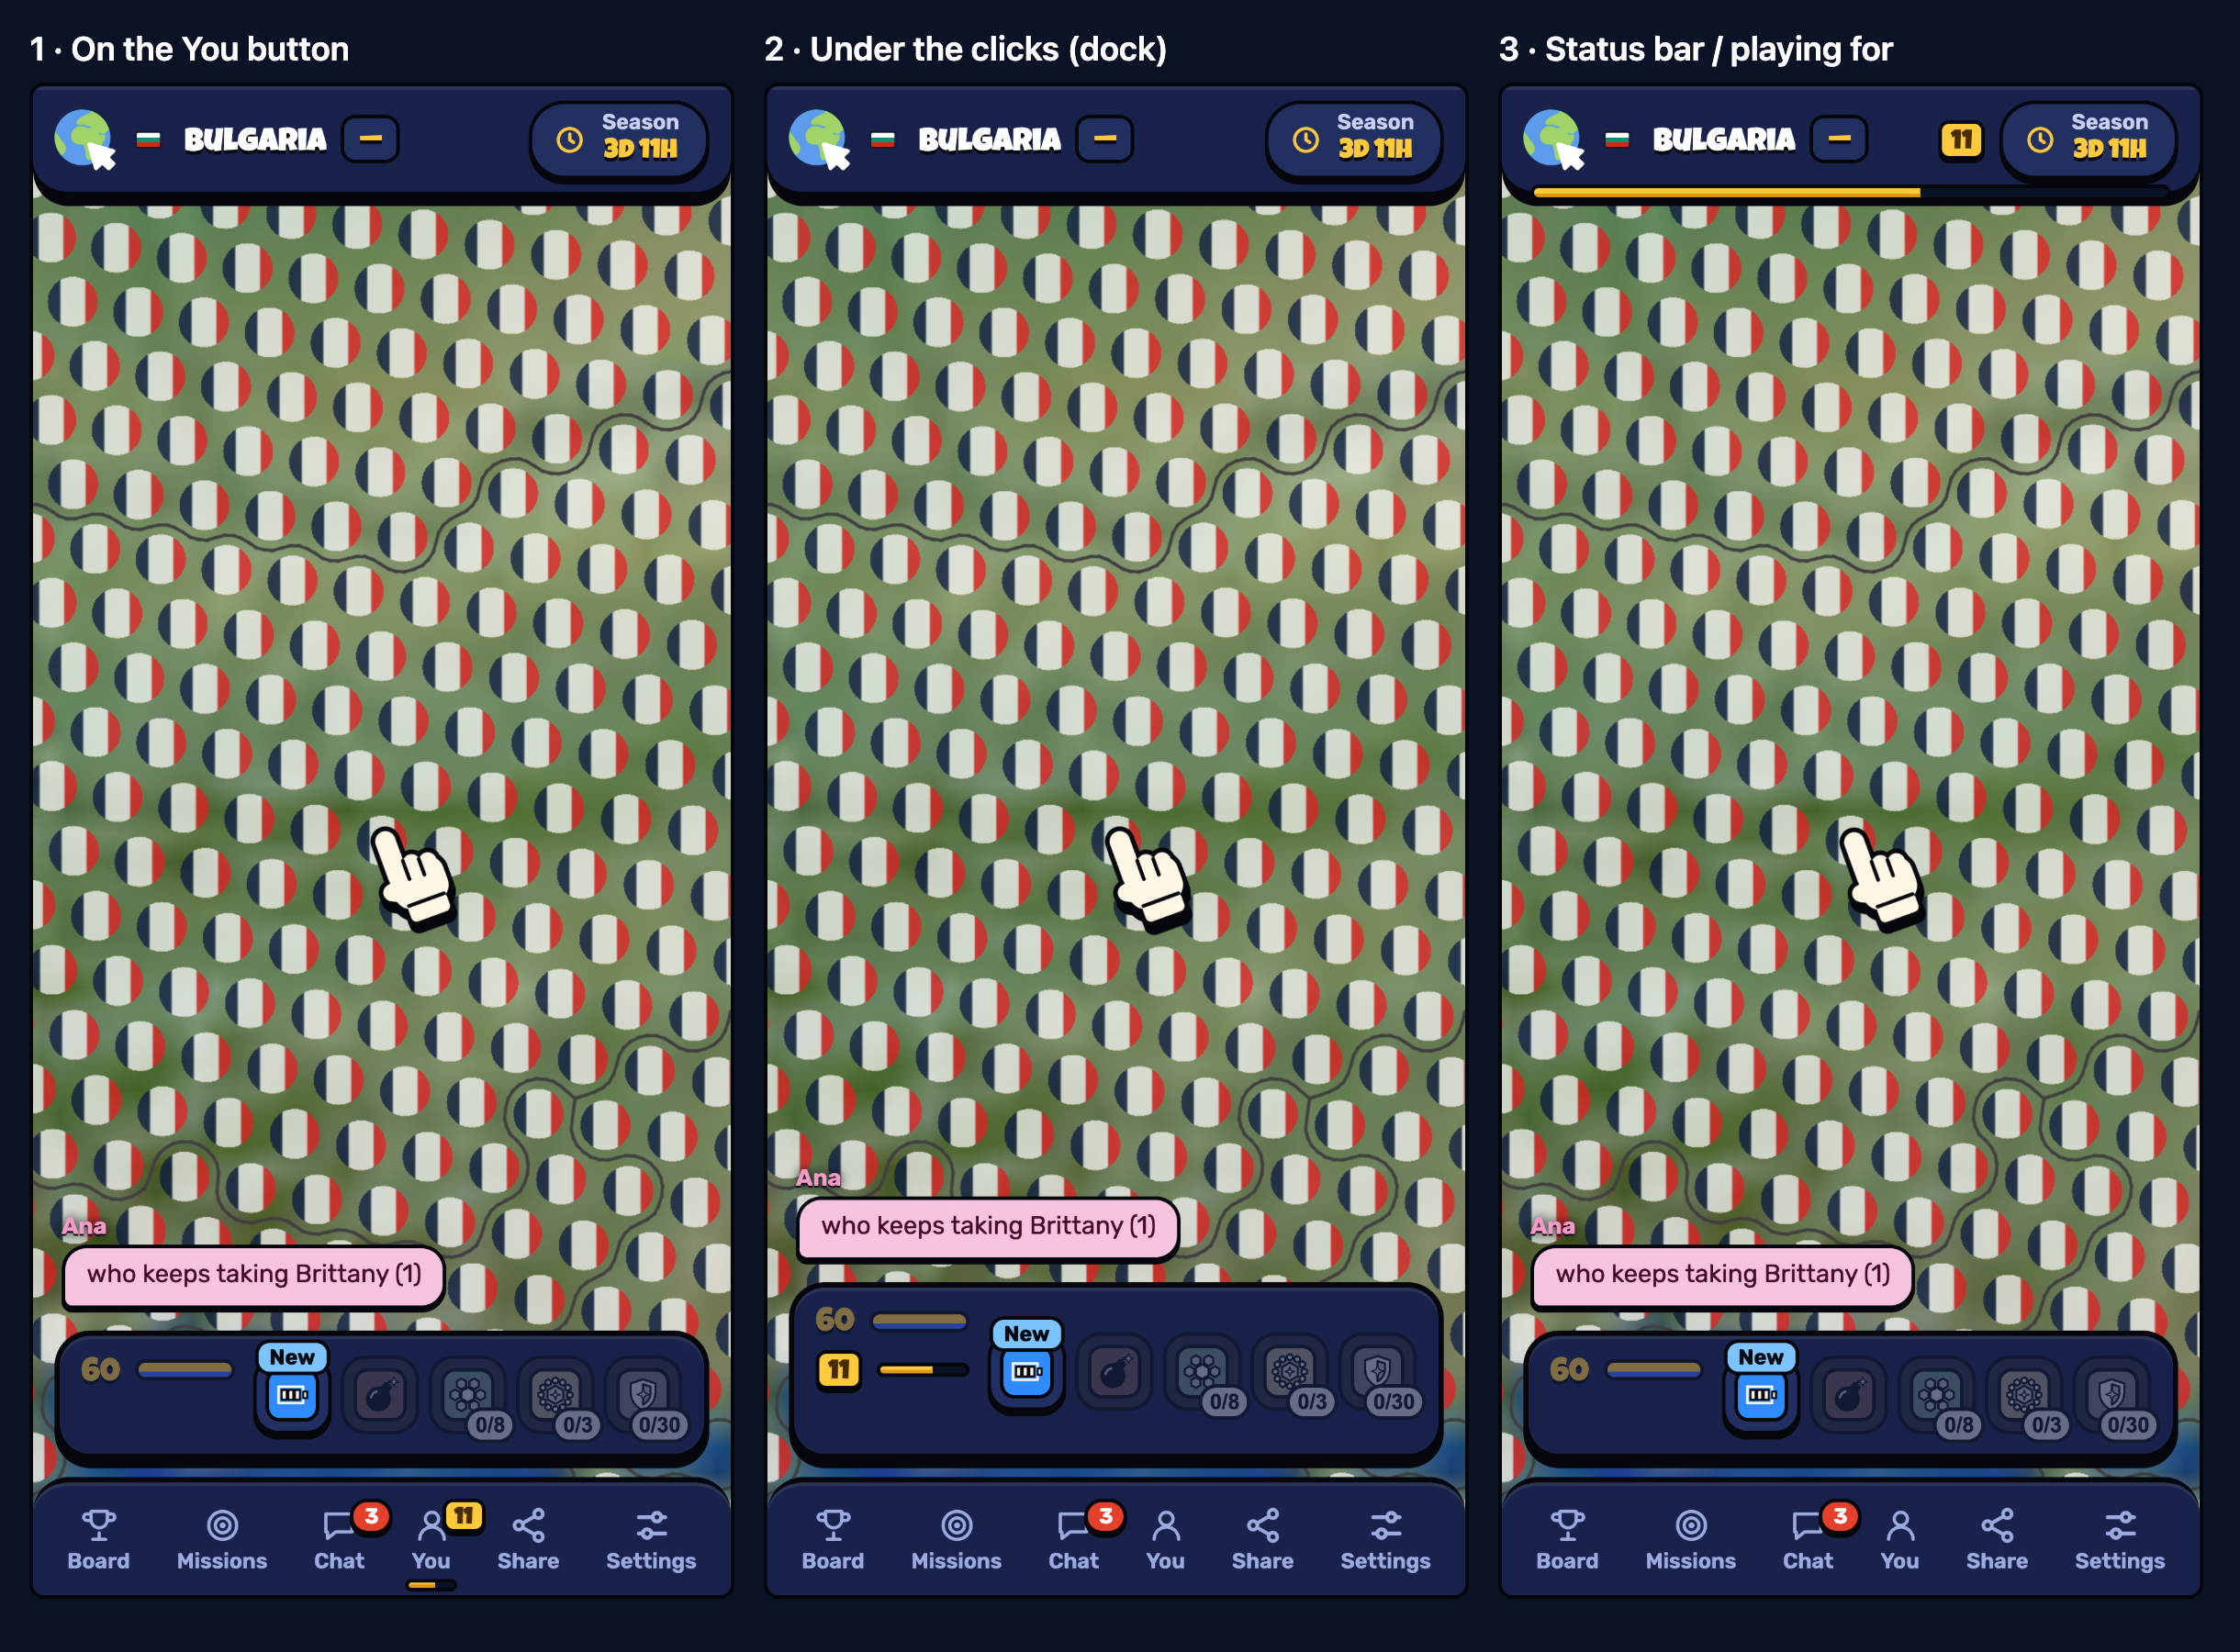 1 · On the You button
BULGARIA
Season
3D 11H
Ana
who keeps taking Brittany (1)
60
New
0/8
0/3
0/30
3
11
Board
Missions
Chat
You
Share
Settings
2 · Under the clicks (dock)
BULGARIA
Season
3D 11H
Ana
who keeps taking Brittany (1)
60
New
11
0/8
0/3
0/30
3
Board
Missions
Chat
You
Share
Settings
3 · Status bar / playing for
BULGARIA
11
Season
3D 11H
Ana
who keeps taking Brittany (1)
60
New
0/8
0/3
0/30
3
Board
Missions
Chat
You
Share
Settings